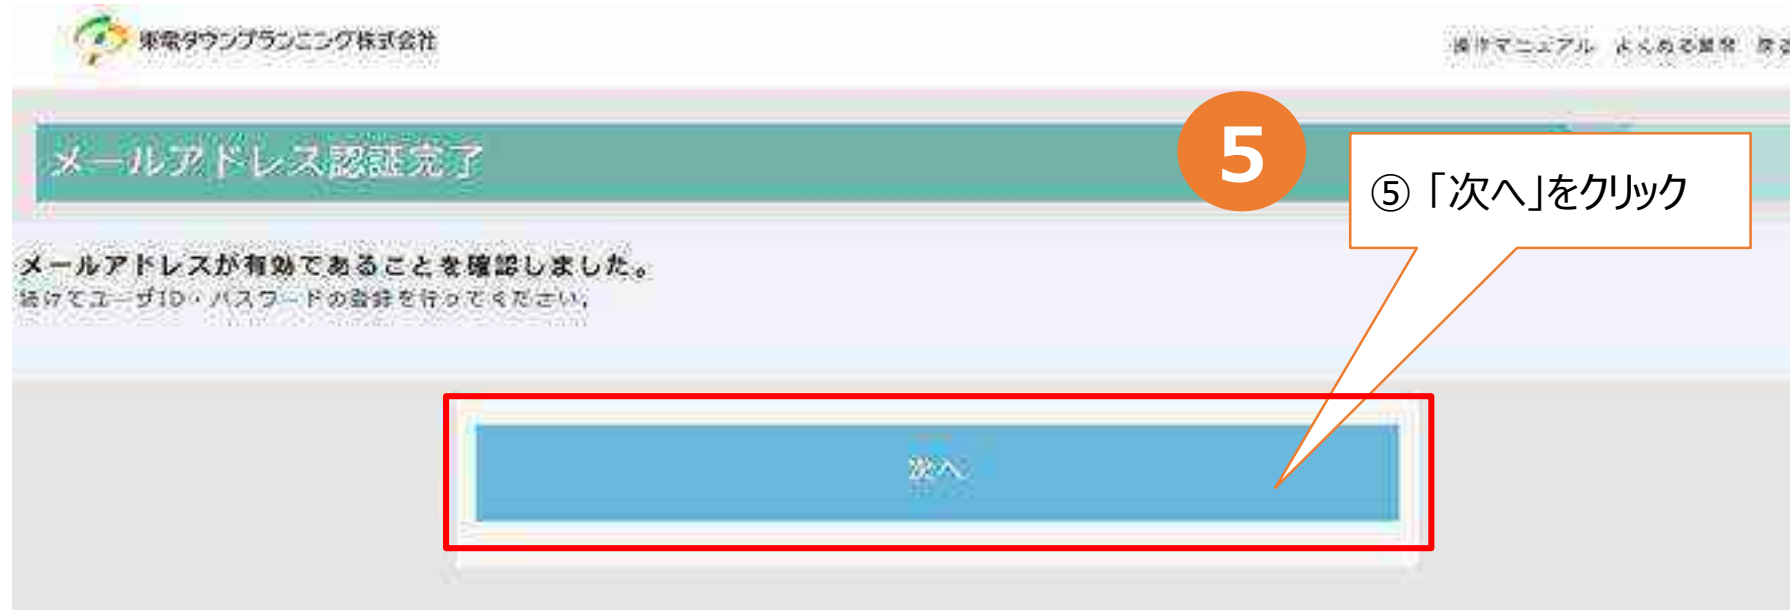 東電タウンプランニング株式会社
操作マニュアル よくある質問 戻る
メールアドレス認証完了
5
⑤「次へ」をクリック
メールアドレスが有効であることを確認しました。
続けてユーザID・パスワードの登録を行ってください。
次へ